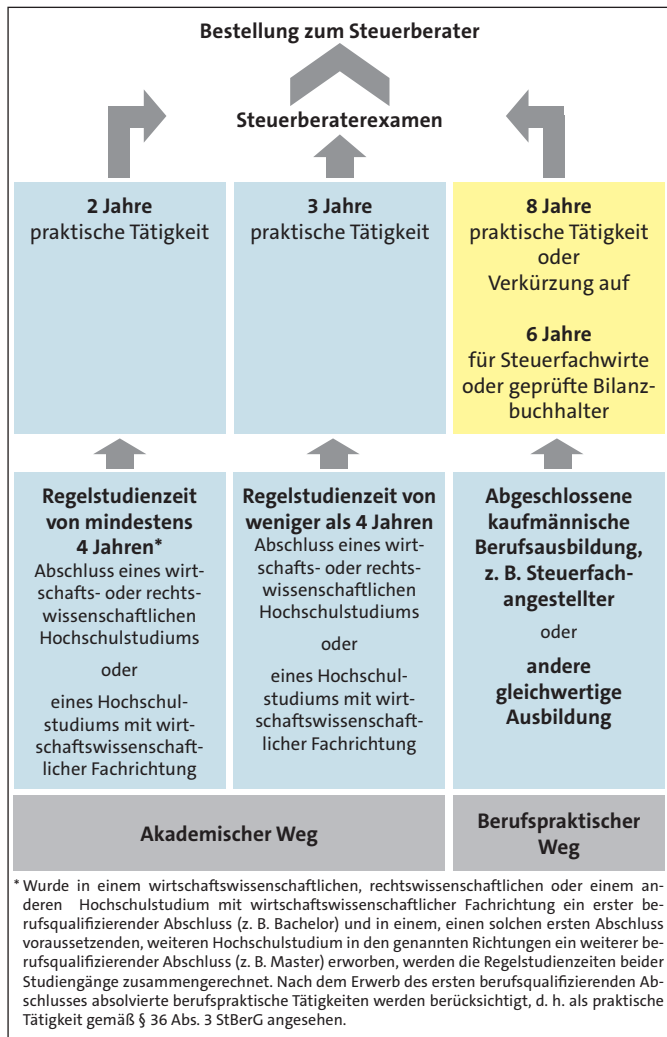 Bestellung zum Steuerberater
Steuerberaterexamen
2 Jahre
praktische Tätigkeit
3 Jahre
praktische Tätigkeit
8 Jahre
praktische Tätigkeit
oder
Verkürzung auf
6 Jahre
für Steuerfachwirte
oder geprüfte Bilanz-
buchhalter
Regelstudienzeit
von mindestens
4 Jahren*
Abschluss eines wirt-
schafts- oder rechts-
wissenschaftlichen
Hochschulstudiums
oder
eines Hochschul-
studiums mit wirt-
schaftswissenschaft-
licher Fachrichtung
Regelstudienzeit von
weniger als 4 Jahren
Abschluss eines wirt-
schafts- oder rechts-
wissenschaftlichen
Hochschulstudiums
oder
eines Hochschul-
studiums mit wirt-
schaftswissenschaft-
licher Fachrichtung
Abgeschlossene
kaufmännische
Berufsausbildung,
z. B. Steuerfach-
angestellter
oder
andere
gleichwertige
Ausbildung
Akademischer Weg
Berufspraktischer
Weg
* Wurde in einem wirtschaftswissenschaftlichen, rechtswissenschaftlichen oder einem an-
deren Hochschulstudium mit wirtschaftswissenschaftlicher Fachrichtung ein erster be-
rufsqualifizierender Abschluss (z. B. Bachelor) und in einem, einen solchen ersten Abschluss
voraussetzenden, weiteren Hochschulstudium in den genannten Richtungen ein weiterer be-
rufsqualifizierender Abschluss (z. B. Master) erworben, werden die Regelstudienzeiten beider
Studiengänge zusammengerechnet. Nach dem Erwerb des ersten berufsqualifizierenden Ab-
schlusses absolvierte berufspraktische Tätigkeiten werden berücksichtigt, d. h. als praktische
Tätigkeit gemäß § 36 Abs. 3 StBerG angesehen.